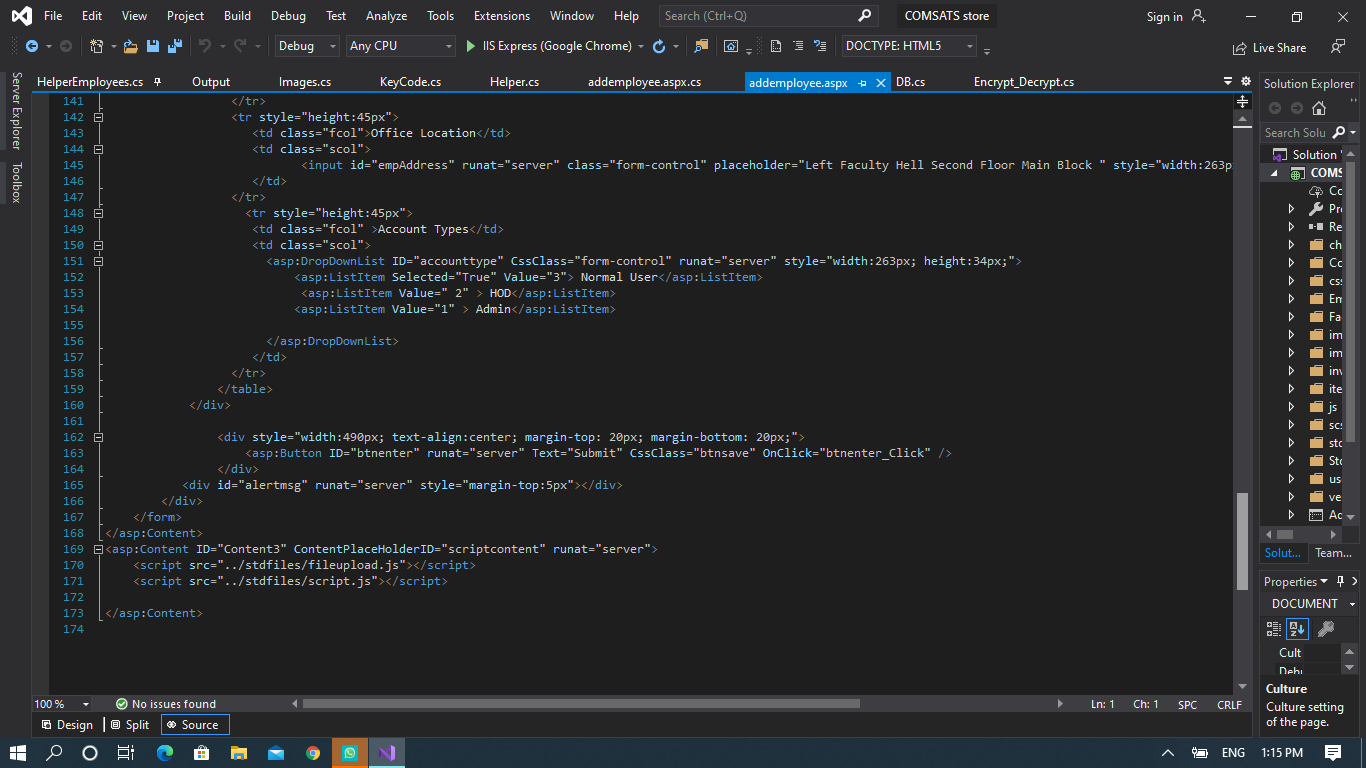 File Edit View Project Build Debug Test Analyze Tools Extensions Window Help Search (Ctrl+Q) COMSATS store Sign in
Debug Any CPU IIS Express (Google Chrome) DOCTYPE: HTML5 Live Share
HelperEmployees.cs Output Images.cs KeyCode.cs Helper.cs addemployee.aspx.cs addemployee.aspx DB.cs Encrypt_Decrypt.cs
Server Explorer
Toolbox
141 </tr>
142 <tr style="height:45px">
143 <td class="fcol">Office Location</td>
144 <td class="scol">
145 <input id="empAddress" runat="server" class="form-control" placeholder="Left Faculty Hell Second Floor Main Block " style="width:263p
146 </td>
147 </tr>
148 <tr style="height:45px">
149 <td class="fcol" >Account Types</td>
150 <td class="scol">
151 <asp:DropDownList ID="accounttype" CssClass="form-control" runat="server" style="width:263px; height:34px;">
152 <asp:ListItem Selected="True" Value="3"> Normal User</asp:ListItem>
153 <asp:ListItem Value=" 2" > HOD</asp:ListItem>
154 <asp:ListItem Value="1" > Admin</asp:ListItem>
155
156 </asp:DropDownList>
157 </td>
158 </tr>
159 </table>
160 </div>
161
162 <div style="width:490px; text-align:center; margin-top: 20px; margin-bottom: 20px;">
163 <asp:Button ID="btnenter" runat="server" Text="Submit" CssClass="btnsave" OnClick="btnenter_Click" />
164 </div>
165 <div id="alertmsg" runat="server" style="margin-top:5px"></div>
166 </div>
167 </form>
168 </asp:Content>
169 <asp:Content ID="Content3" ContentPlaceHolderID="scriptcontent" runat="server">
170 <script src="../stdfiles/fileupload.js"></script>
171 <script src="../stdfiles/script.js"></script>
172
173 </asp:Content>
174
100 % No issues found Ln: 1 Ch: 1 SPC CRLF
Design Split Source
Solution Explorer
Search Solu
Solution '
COMS
Co
Pr
Re
ch
Co
css
Em
Fa
im
im
inv
ite
js
scs
sto
Sto
use
ve
Ad
Solut... Team...
Properties
DOCUMENT
Cult
Debu
Culture
Culture setting
of the page.
ENG 1:15 PM